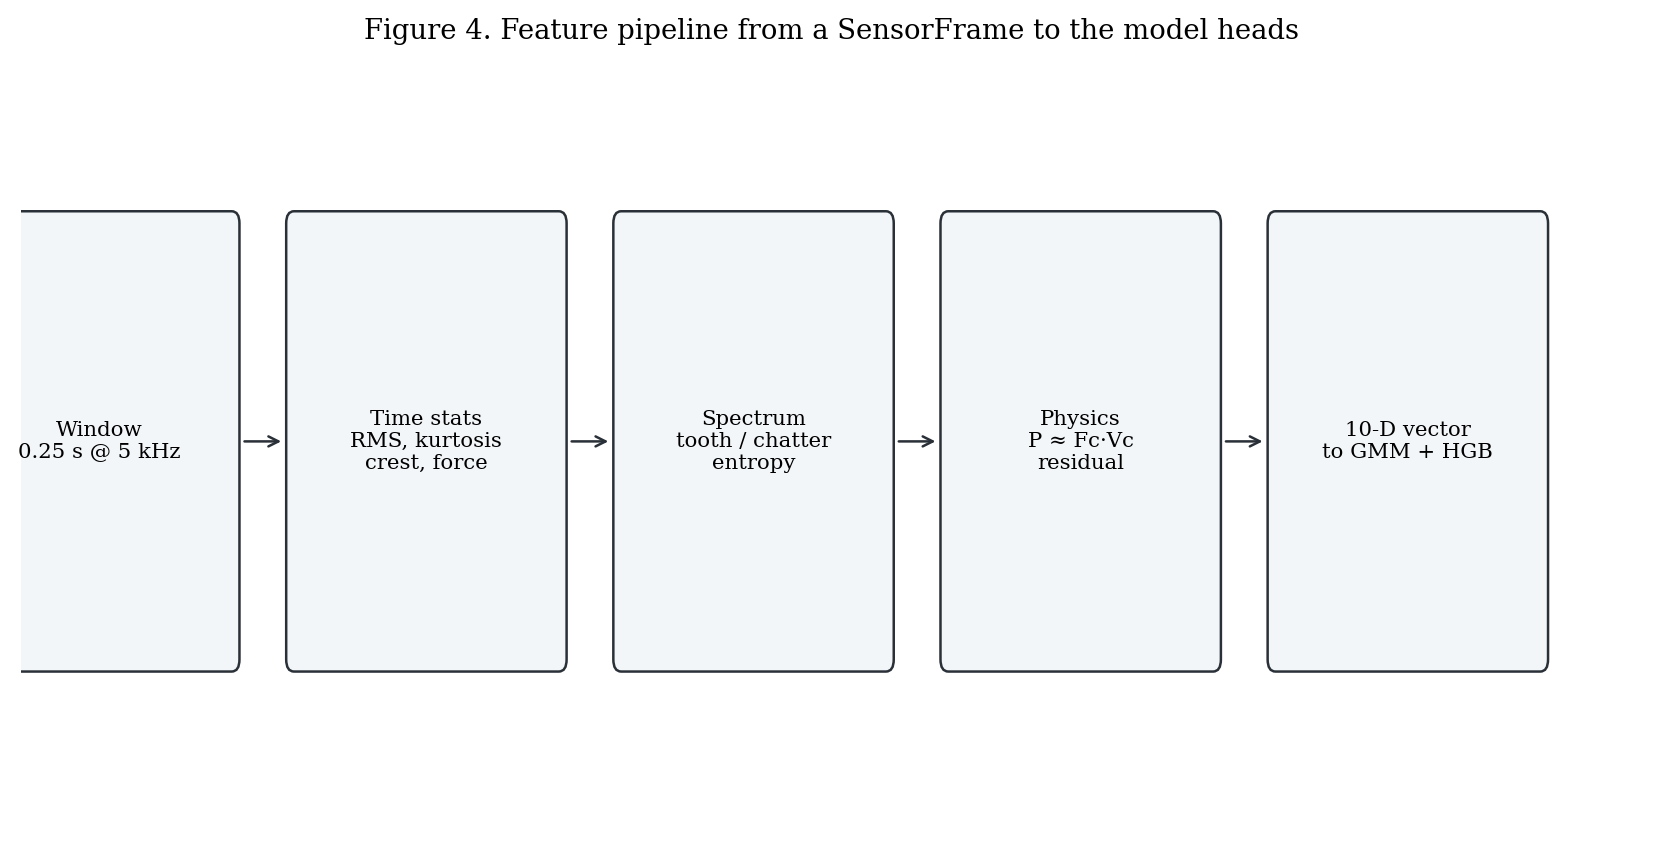 Figure 4. Feature pipeline from a SensorFrame to the model heads
Window
0.25 s @ 5 kHz
Time stats
RMS, kurtosis
crest, force
Spectrum
tooth / chatter
entropy
Physics
P ≈ Fc·Vc
residual
10-D vector
to GMM + HGB